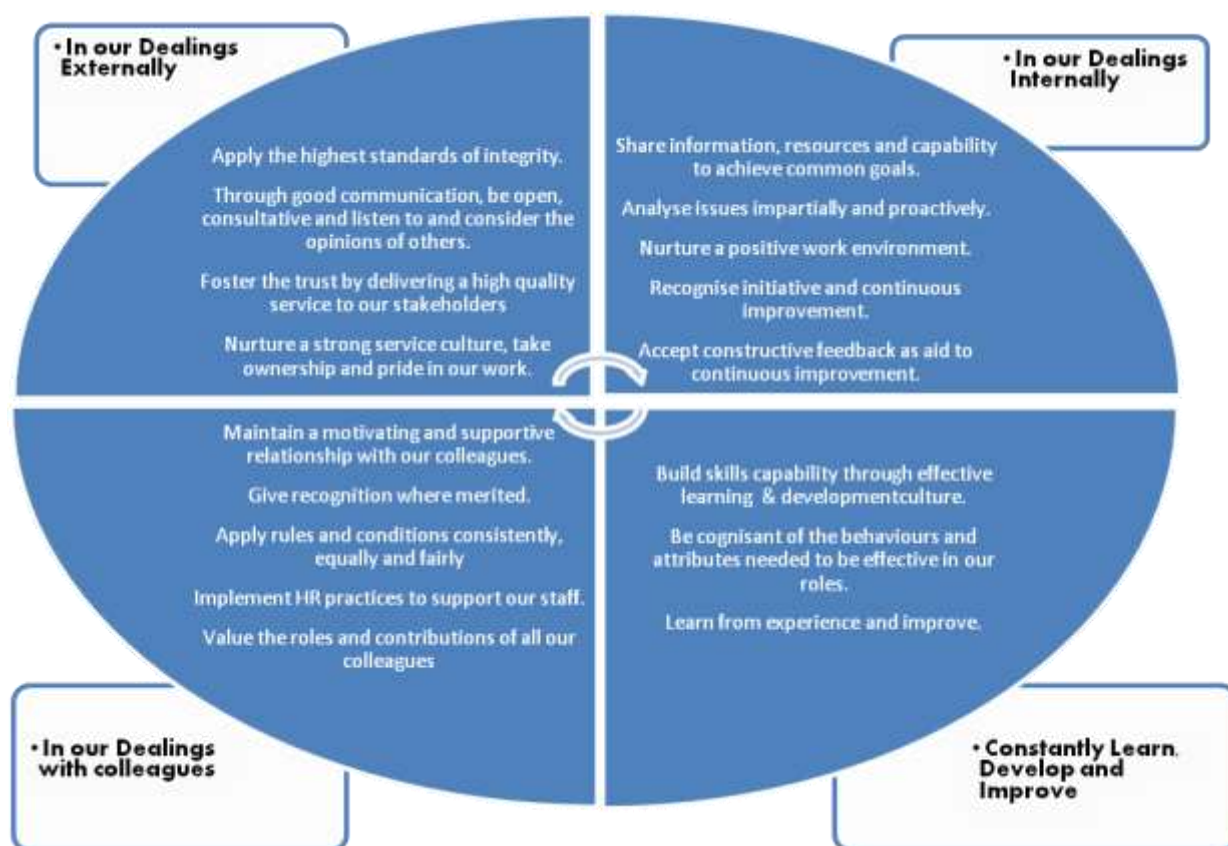 • In our Dealings
Externally
Apply the highest standards of integrity.
Through good communication, be open,
consultative and listen to and consider the
opinions of others.
Foster the trust by delivering a high quality
service to our stakeholders
Nurture a strong service culture, take
ownership and pride in our work.
• In our Dealings
Internally
Share information, resources and capability
to achieve common goals.
Analyse issues impartially and proactively.
Nurture a positive work environment.
Recognise initiative and continuous
improvement.
Accept constructive feedback as aid to
continuous improvement.
Maintain a motivating and supportive
relationship with our colleagues.
Give recognition where merited.
Apply rules and conditions consistently,
equally and fairly
Implement HR practices to support our staff.
Value the roles and contributions of all our
colleagues
• In our Dealings
with colleagues
Build skills capability through effective
learning & developmentculture.
Be cognisant of the behaviours and
attributes needed to be effective in our
roles.
Learn from experience and improve.
• Constantly Learn,
Develop and
Improve